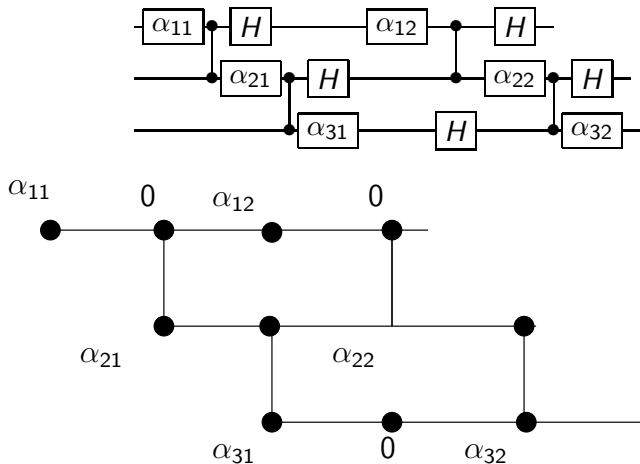 α11 H α12 H
α21 H α22 H
α31 H α32
α11 0 α12 0
α21 α22
α31 0 α32